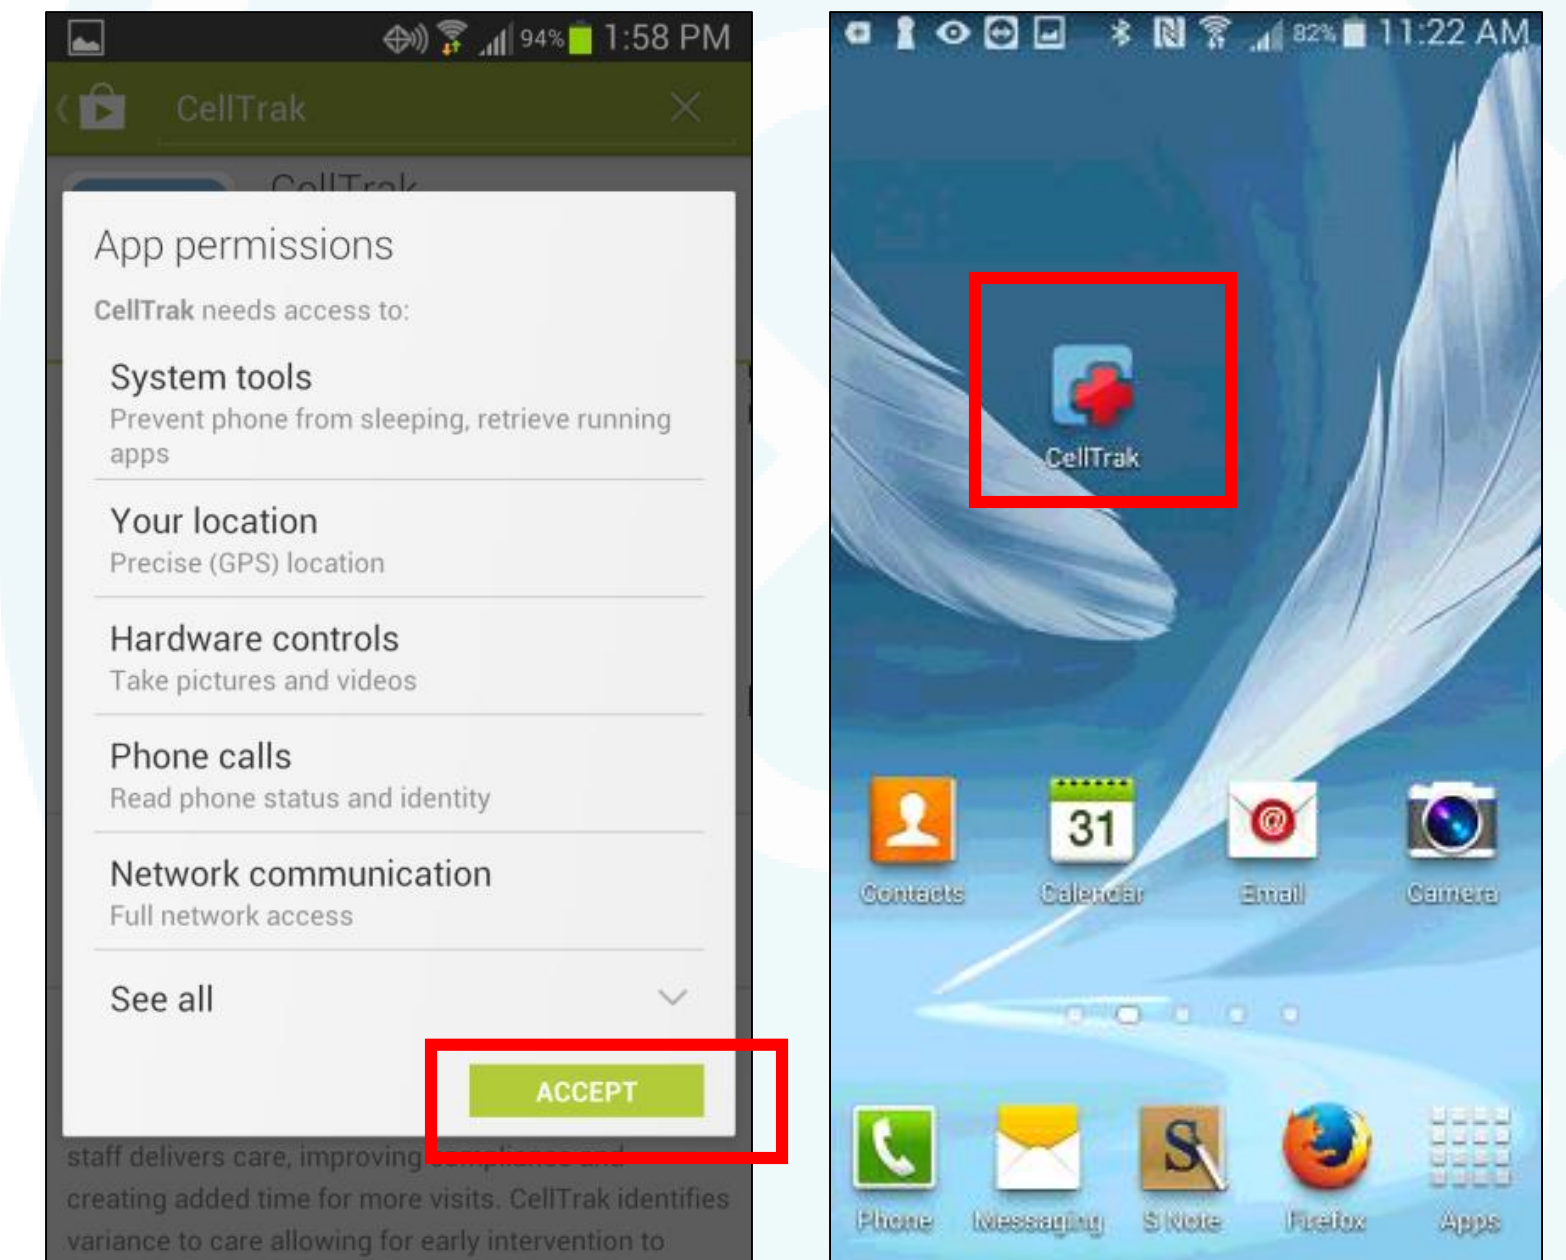 94% 1:58 PM
CellTrak
CellTrak
App permissions
CellTrak needs access to:
System tools
Prevent phone from sleeping, retrieve running
apps
Your location
Precise (GPS) location
Hardware controls
Take pictures and videos
Phone calls
Read phone status and identity
Network communication
Full network access
See all
ACCEPT
staff delivers care, improving compliance and
creating added time for more visits. CellTrak identifies
variance to care allowing for early intervention to
82% 11:22 AM
CellTrak
31
@
Contacts
Calendar
Email
Camera
S
Phone
Messaging
S Note
Firefox
Apps